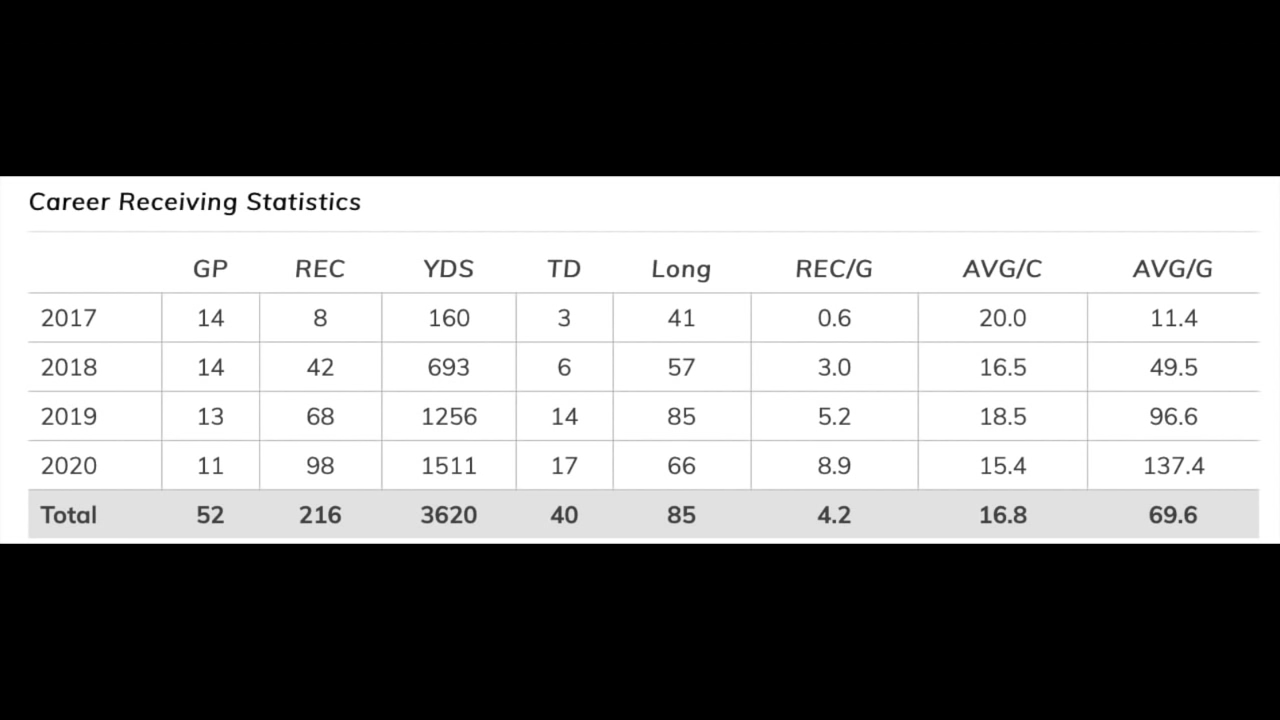 Career Receiving Statistics
GP REC YDS TD Long REC/G AVG/C AVG/G
2017 14 8 160 3 41 0.6 20.0 11.4
2018 14 42 693 6 57 3.0 16.5 49.5
2019 13 68 1256 14 85 5.2 18.5 96.6
2020 11 98 1511 17 66 8.9 15.4 137.4
Total 52 216 3620 40 85 4.2 16.8 69.6